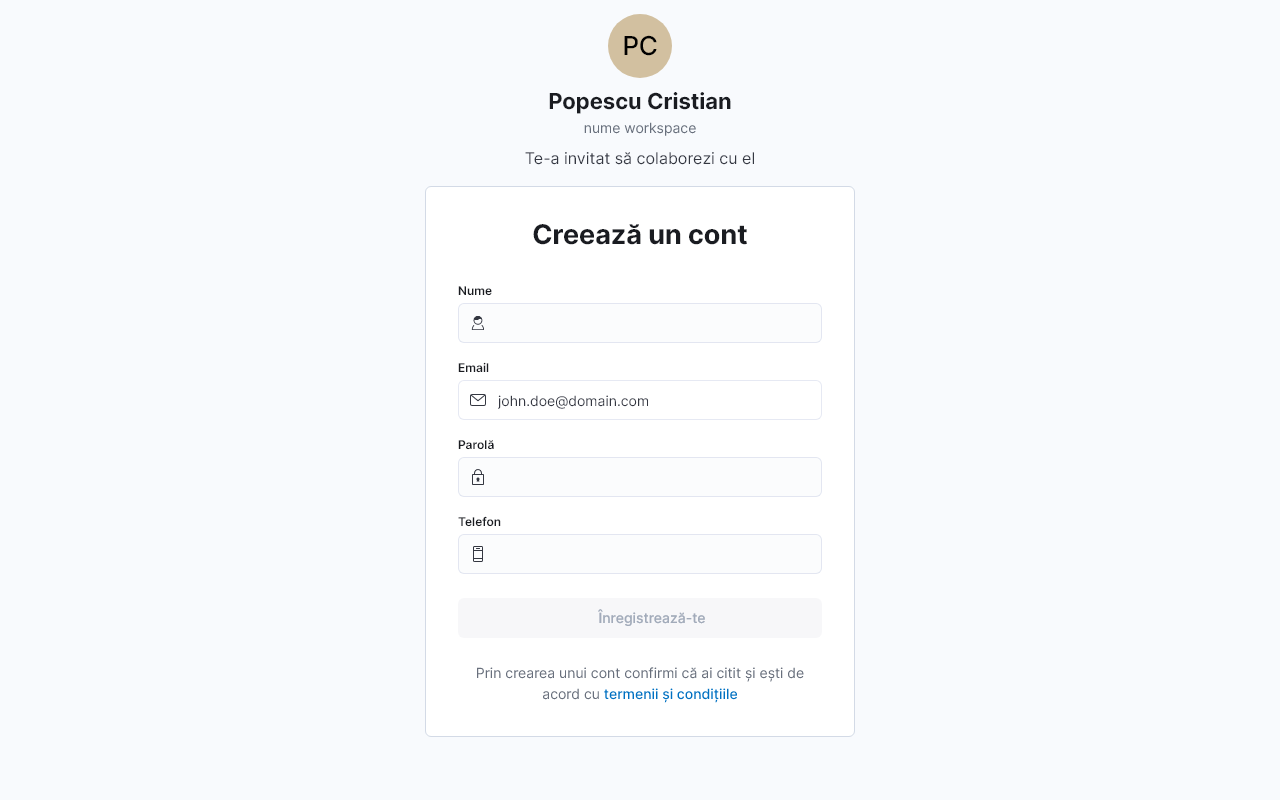 PC
Popescu Cristian
nume workspace
Te-a invitat să colaborezi cu el
Creează un cont
Nume
Email
john.doe@domain.com
Parolă
Telefon
Înregistrează-te
Prin crearea unui cont confirmi că ai citit și ești de
acord cu termenii și condițiile